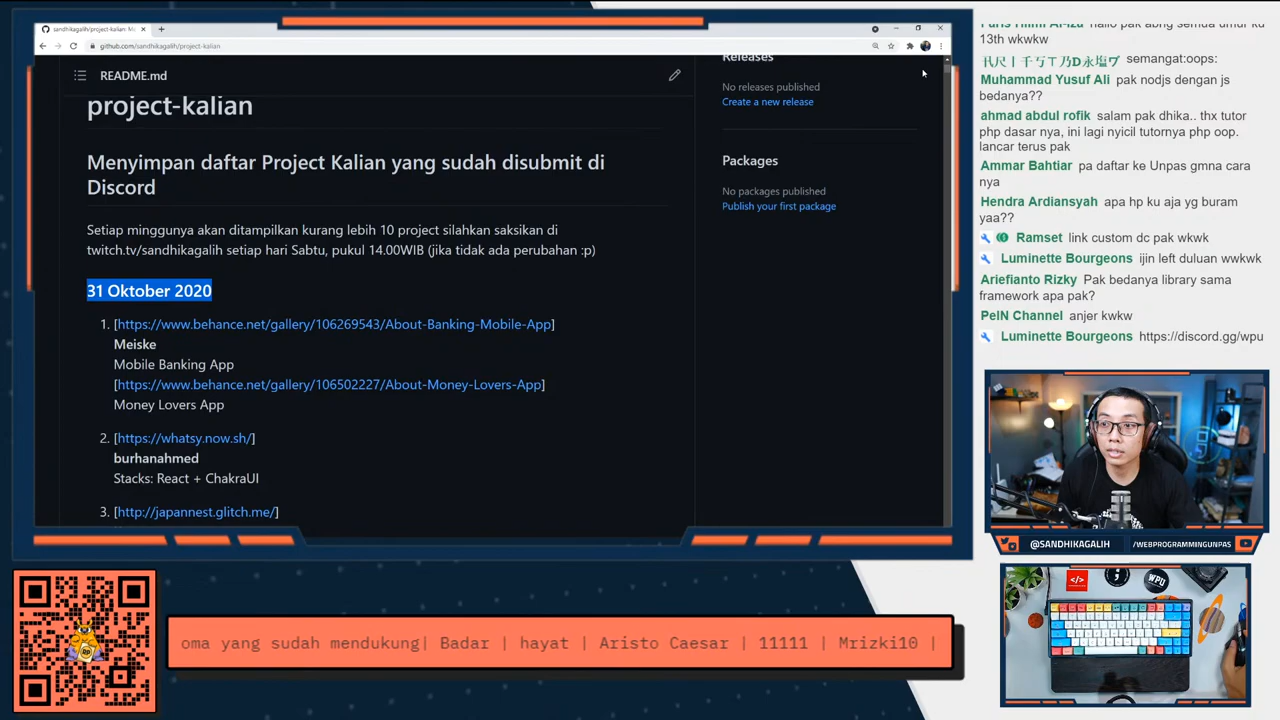 sandhikagalih/project-kalian: Me
github.com/sandhikagalih/project-kalian
README.md
project-kalian
Menyimpan daftar Project Kalian yang sudah disubmit di
Discord
Setiap minggunya akan ditampilkan kurang lebih 10 project silahkan saksikan di
twitch.tv/sandhikagalih setiap hari Sabtu, pukul 14.00WIB (jika tidak ada perubahan :p)
31 Oktober 2020
1. [https://www.behance.net/gallery/106269543/About-Banking-Mobile-App]
Meiske
Mobile Banking App
[https://www.behance.net/gallery/106502227/About-Money-Lovers-App]
Money Lovers App
2. [https://whatsy.now.sh/]
burhanahmed
Stacks: React + ChakraUI
3. [http://japannest.glitch.me/]
Releases
No releases published
Create a new release
Packages
No packages published
Publish your first package
13th wkwkw
semangat:oops:
Muhammad Yusuf Ali pak nodjs dengan js
bedanya??
ahmad abdul rofik salam pak dhika.. thx tutor
php dasar nya, ini lagi nyicil tutornya php oop.
lancar terus pak
Ammar Bahtiar pa daftar ke Unpas gmna cara
nya
Hendra Ardiansyah apa hp ku aja yg buram
yaa??
Ramset link custom dc pak wkwk
Luminette Bourgeons ijin left duluan wwkwk
Ariefianto Rizky Pak bedanya library sama
framework apa pak?
PeIN Channel anjer kwkw
Luminette Bourgeons https://discord.gg/wpu
@SANDHIKAGALIH
/WEBPROGRAMMINGUNPAS
</> ; WPU
oma yang sudah mendukung| Badar hayat | Aristo Caesar | 11111 | Mrizki10 |